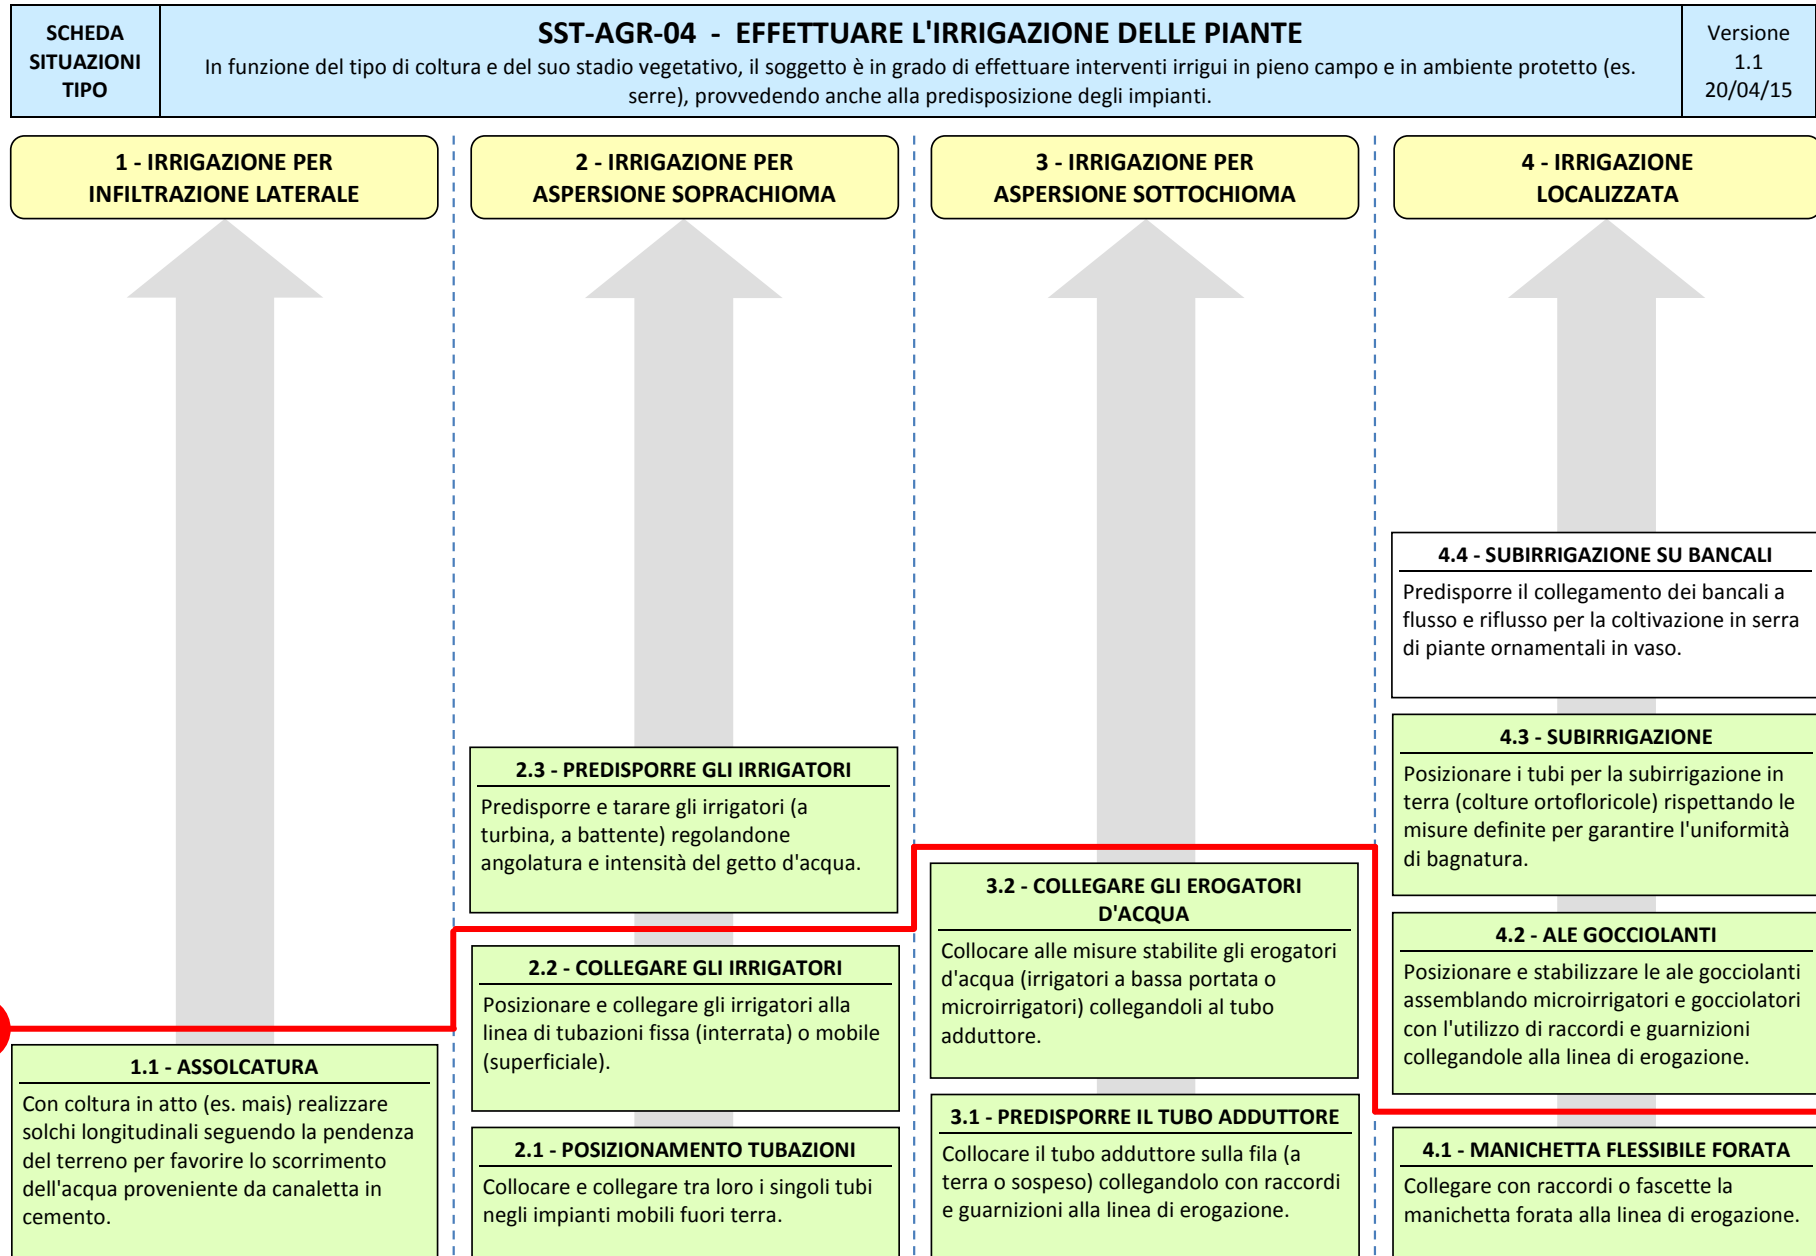 SCHEDA
SITUAZIONI
TIPO
SST-AGR-04 - EFFETTUARE L'IRRIGAZIONE DELLE PIANTE
In funzione del tipo di coltura e del suo stadio vegetativo, il soggetto è in grado di effettuare interventi irrigui in pieno campo e in ambiente protetto (es.
serre), provvedendo anche alla predisposizione degli impianti.
Versione
1.1
20/04/15
1 - IRRIGAZIONE PER
INFILTRAZIONE LATERALE
2 - IRRIGAZIONE PER
ASPERSIONE SOPRACHIOMA
3 - IRRIGAZIONE PER
ASPERSIONE SOTTOCHIOMA
4 - IRRIGAZIONE
LOCALIZZATA
1.1 - ASSOLCATURA
Con coltura in atto (es. mais) realizzare
solchi longitudinali seguendo la pendenza
del terreno per favorire lo scorrimento
dell'acqua proveniente da canaletta in
cemento.
2.3 - PREDISPORRE GLI IRRIGATORI
Predisporre e tarare gli irrigatori (a
turbina, a battente) regolandone
angolatura e intensità del getto d'acqua.
2.2 - COLLEGARE GLI IRRIGATORI
Posizionare e collegare gli irrigatori alla
linea di tubazioni fissa (interrata) o mobile
(superficiale).
2.1 - POSIZIONAMENTO TUBAZIONI
Collocare e collegare tra loro i singoli tubi
negli impianti mobili fuori terra.
3.2 - COLLEGARE GLI EROGATORI
D'ACQUA
Collocare alle misure stabilite gli erogatori
d'acqua (irrigatori a bassa portata o
microirrigatori) collegandoli al tubo
adduttore.
3.1 - PREDISPORRE IL TUBO ADDUTTORE
Collocare il tubo adduttore sulla fila (a
terra o sospeso) collegandolo con raccordi
e guarnizioni alla linea di erogazione.
4.4 - SUBIRRIGAZIONE SU BANCALI
Predisporre il collegamento dei bancali a
flusso e riflusso per la coltivazione in serra
di piante ornamentali in vaso.
4.3 - SUBIRRIGAZIONE
Posizionare i tubi per la subirrigazione in
terra (colture ortofloricole) rispettando le
misure definite per garantire l'uniformità
di bagnatura.
4.2 - ALE GOCCIOLANTI
Posizionare e stabilizzare le ale gocciolanti
assemblando microirrigatori e gocciolatori
con l'utilizzo di raccordi e guarnizioni
collegandole alla linea di erogazione.
4.1 - MANICHETTA FLESSIBILE FORATA
Collegare con raccordi o fascette la
manichetta forata alla linea di erogazione.